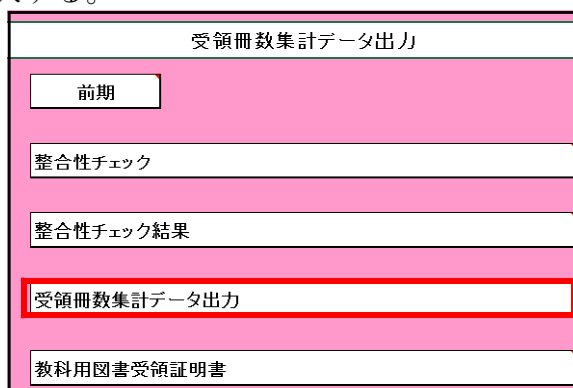 する。
受領冊数集計データ出力
前期
整合性チェック
整合性チェック結果
受領冊数集計データ出力
教科用図書受領証明書